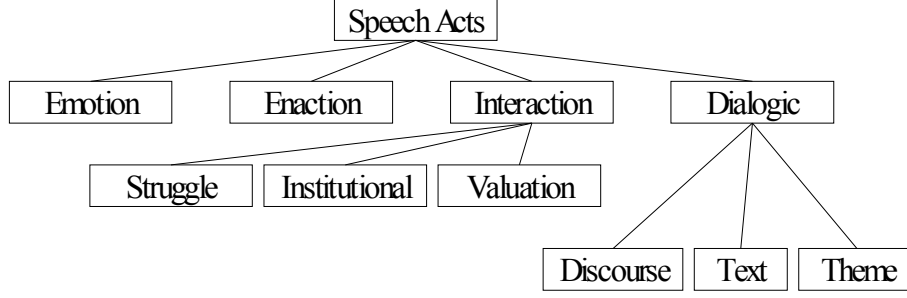 Speech Acts
Emotion Enaction Interaction Dialogic
Struggle Institutional Valuation
Discourse Text Theme